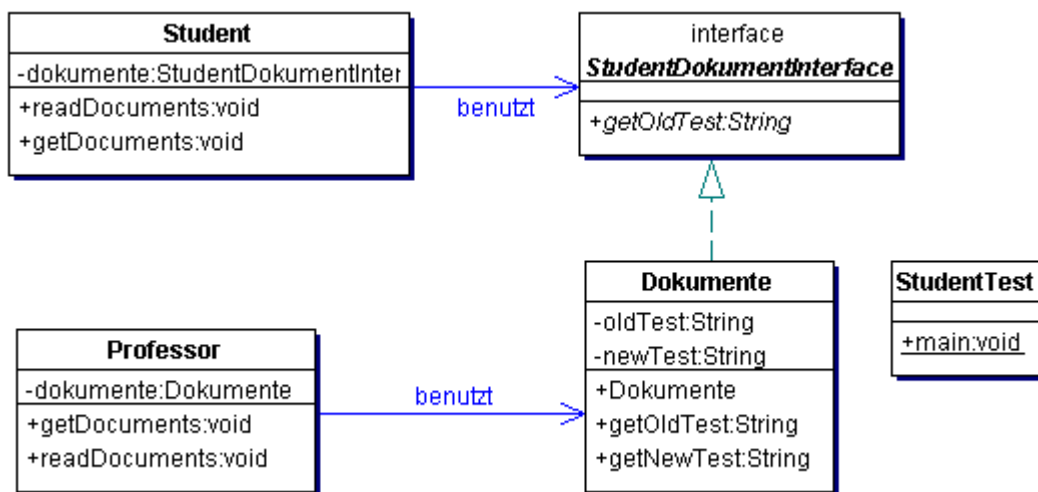 Student
-dokumente:StudentDokumentInter
+readDocuments:void
+getDocuments:void
benutzt
interface
StudentDokumentInterface
+getOldTest:String
Professor
-dokumente:Dokumente
+getDocuments:void
+readDocuments:void
benutzt
Dokumente
-oldTest:String
-newTest:String
+Dokumente
+getOldTest:String
+getNewTest:String
StudentTest
+main:void